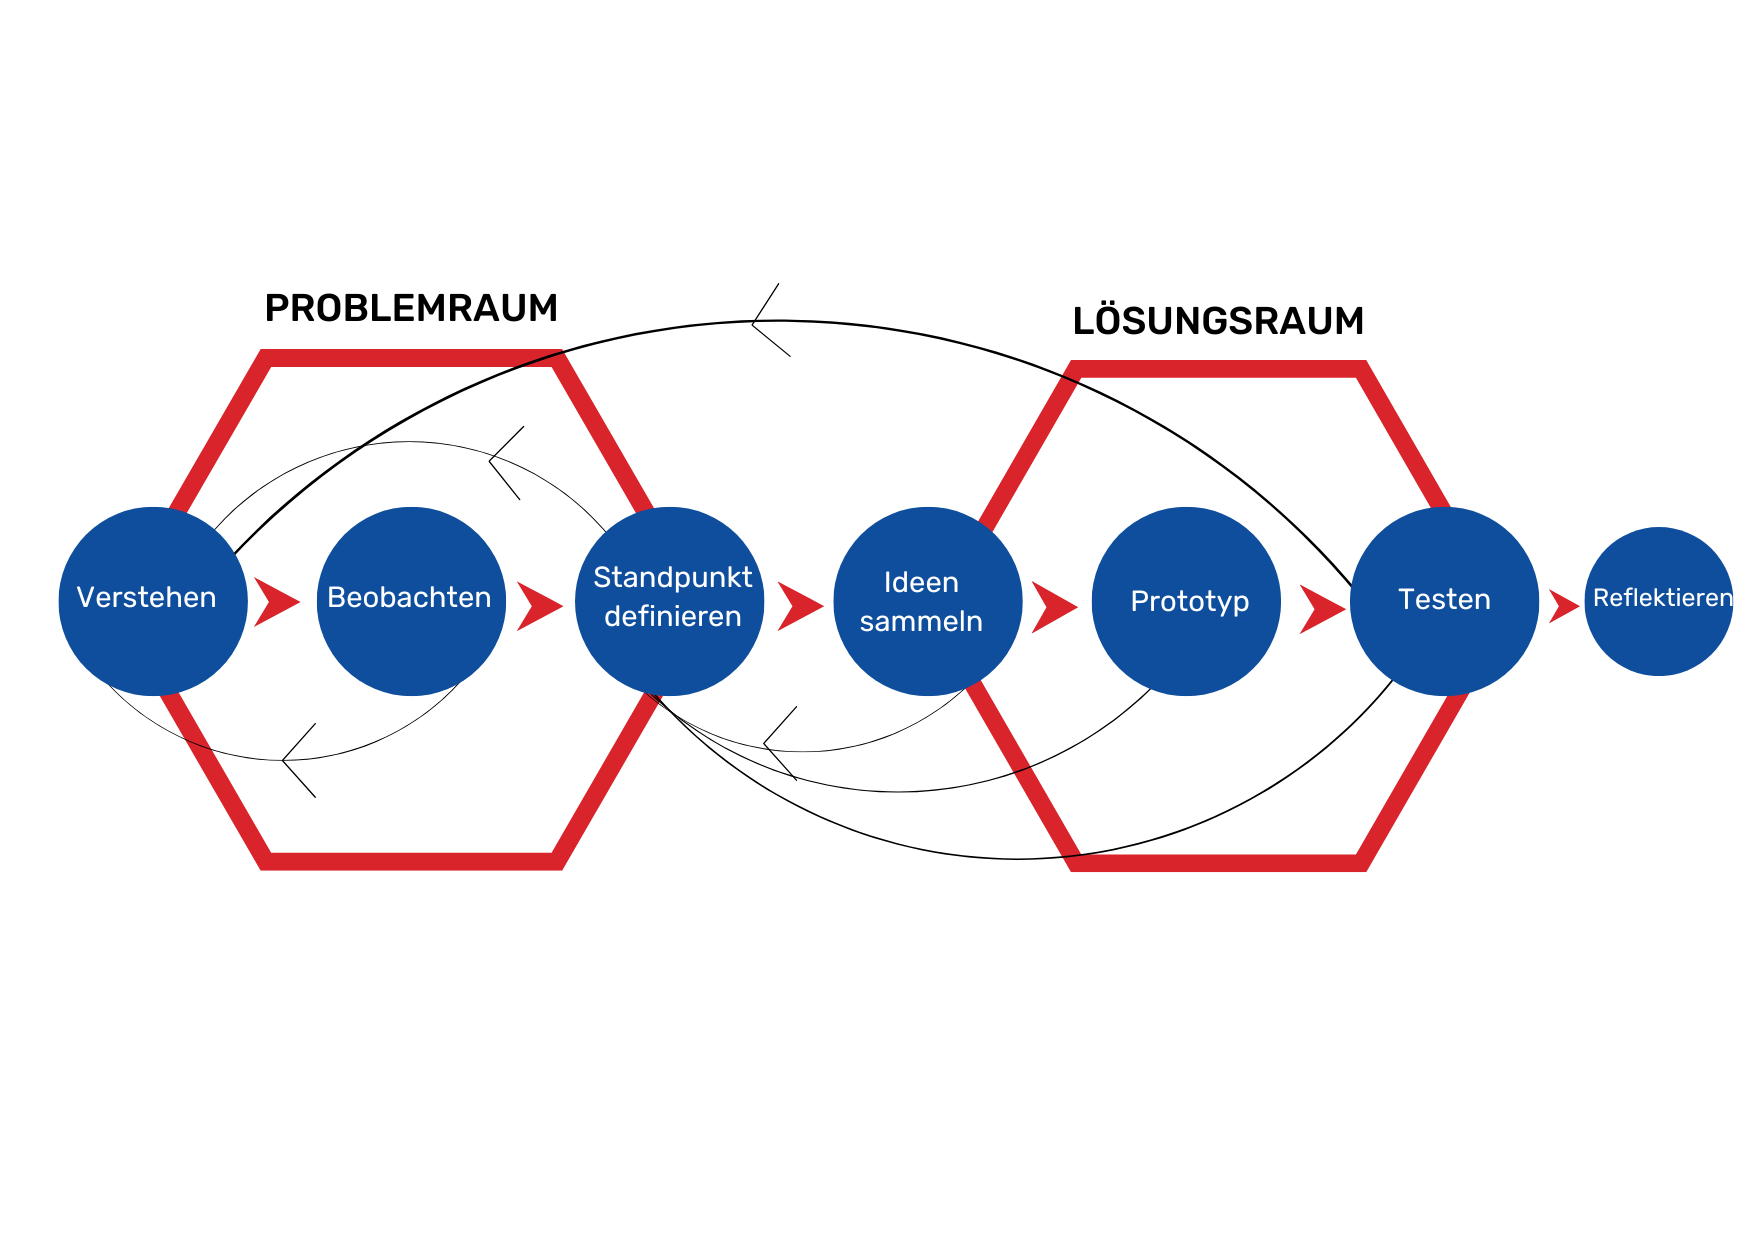 PROBLEMRAUM
LÖSUNGSRAUM
Verstehen
Beobachten
Standpunkt
definieren
Ideen
sammeln
Prototyp
Testen
Reflektieren